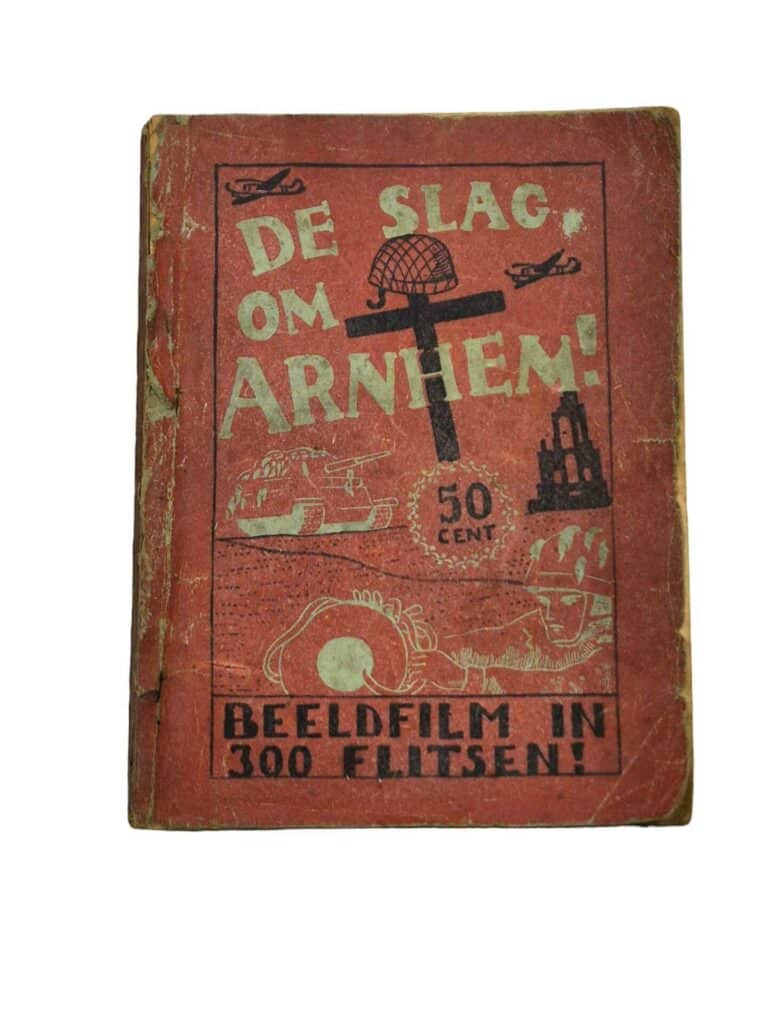 DE SLAG
OM
ARNHEM!
50
CENT
BEELDFILM IN
300 FLITSEN!